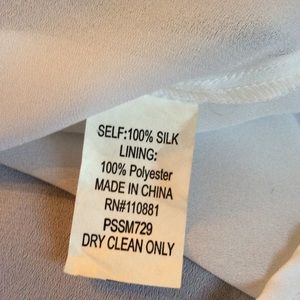 SELF:100% SILK
LINING:
100% Polyester
MADE IN CHINA
RN#110881
PSSM729
DRY CLEAN ONLY